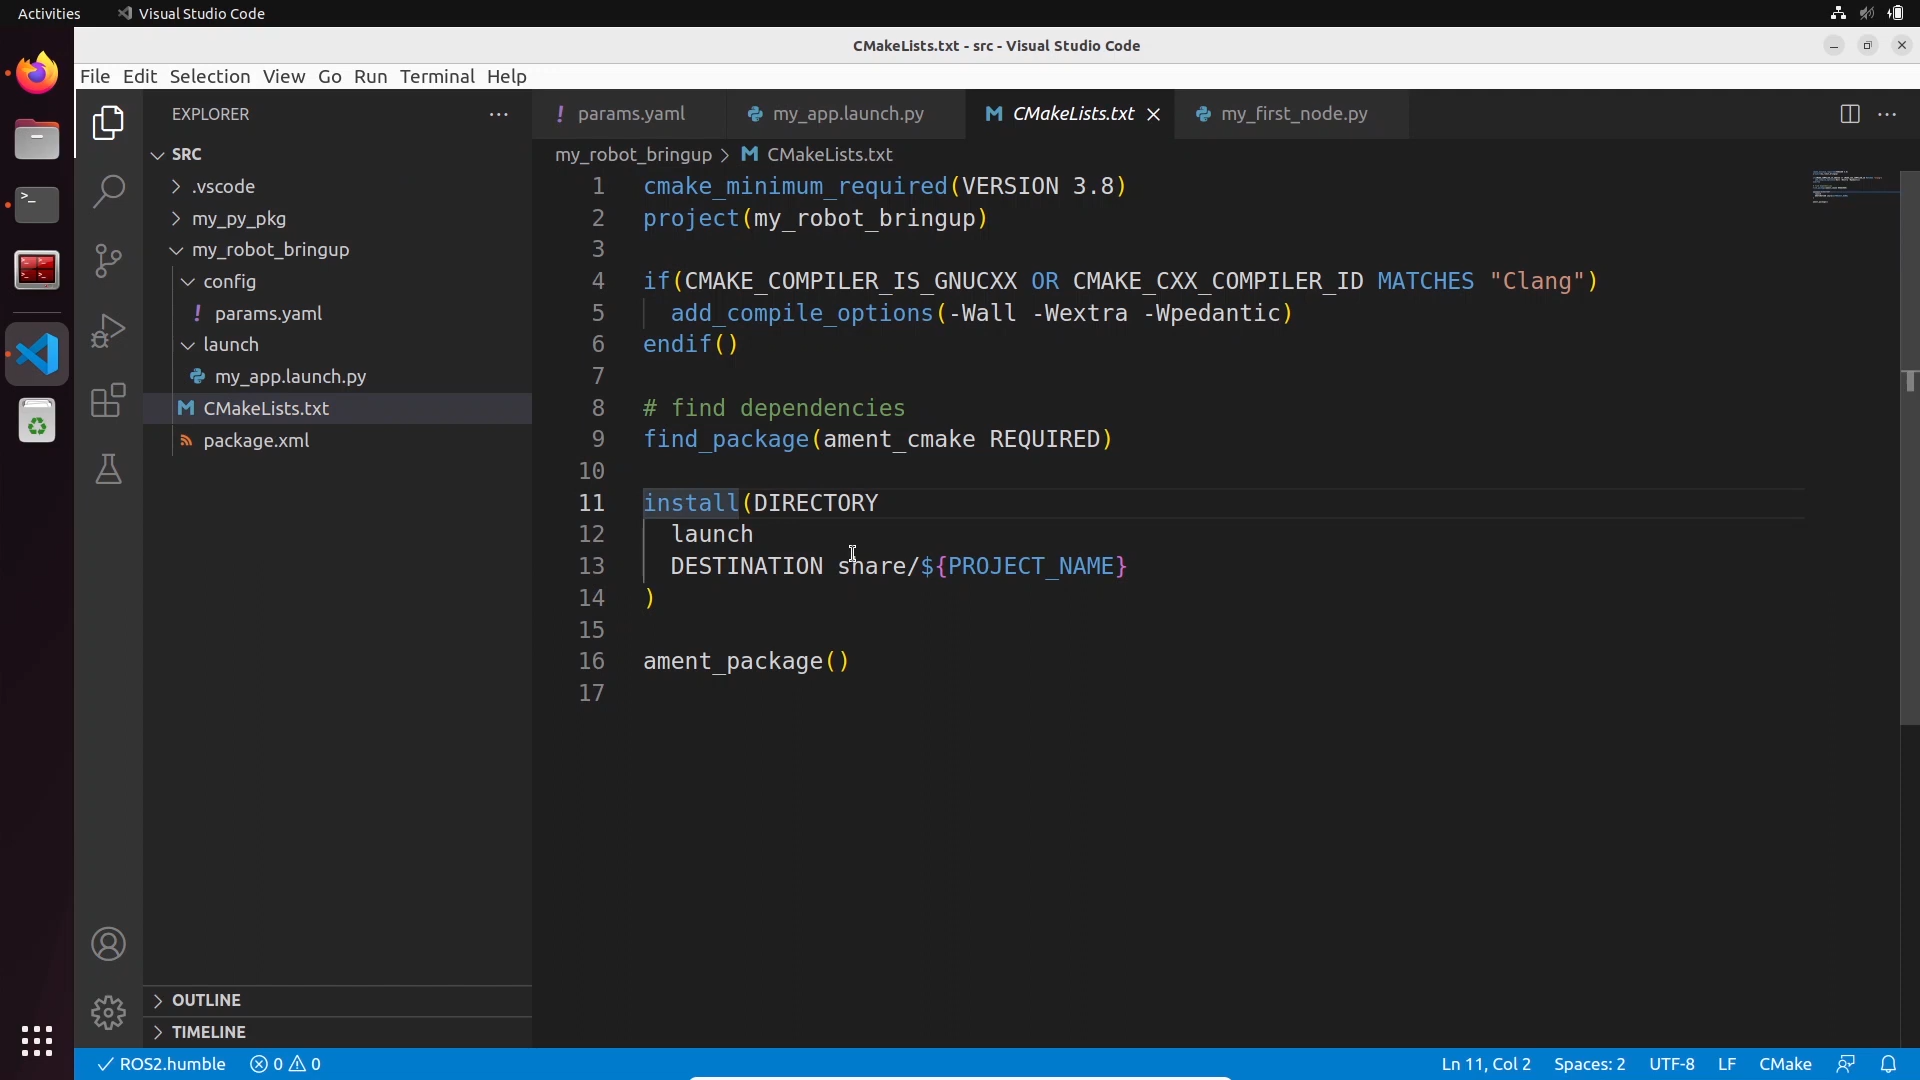 Activities Visual Studio Code
CMakeLists.txt - src - Visual Studio Code
File Edit Selection View Go Run Terminal Help
EXPLORER
SRC
.vscode
my_py_pkg
my_robot_bringup
config
! params.yaml
launch
my_app.launch.py
CMakeLists.txt
package.xml
OUTLINE
TIMELINE
! params.yaml my_app.launch.py CMakeLists.txt my_first_node.py
my_robot_bringup > CMakeLists.txt
1 cmake_minimum_required(VERSION 3.8)
2 project(my_robot_bringup)
3
4 if(CMAKE_COMPILER_IS_GNUCXX OR CMAKE_CXX_COMPILER_ID MATCHES "Clang")
5 add_compile_options(-Wall -Wextra -Wpedantic)
6 endif()
7
8 # find dependencies
9 find_package(ament_cmake REQUIRED)
10
11 install(DIRECTORY
12 launch
13 DESTINATION share/${PROJECT_NAME}
14 )
15
16 ament_package()
17
ROS2.humble 0 0 Ln 11, Col 2 Spaces: 2 UTF-8 LF CMake